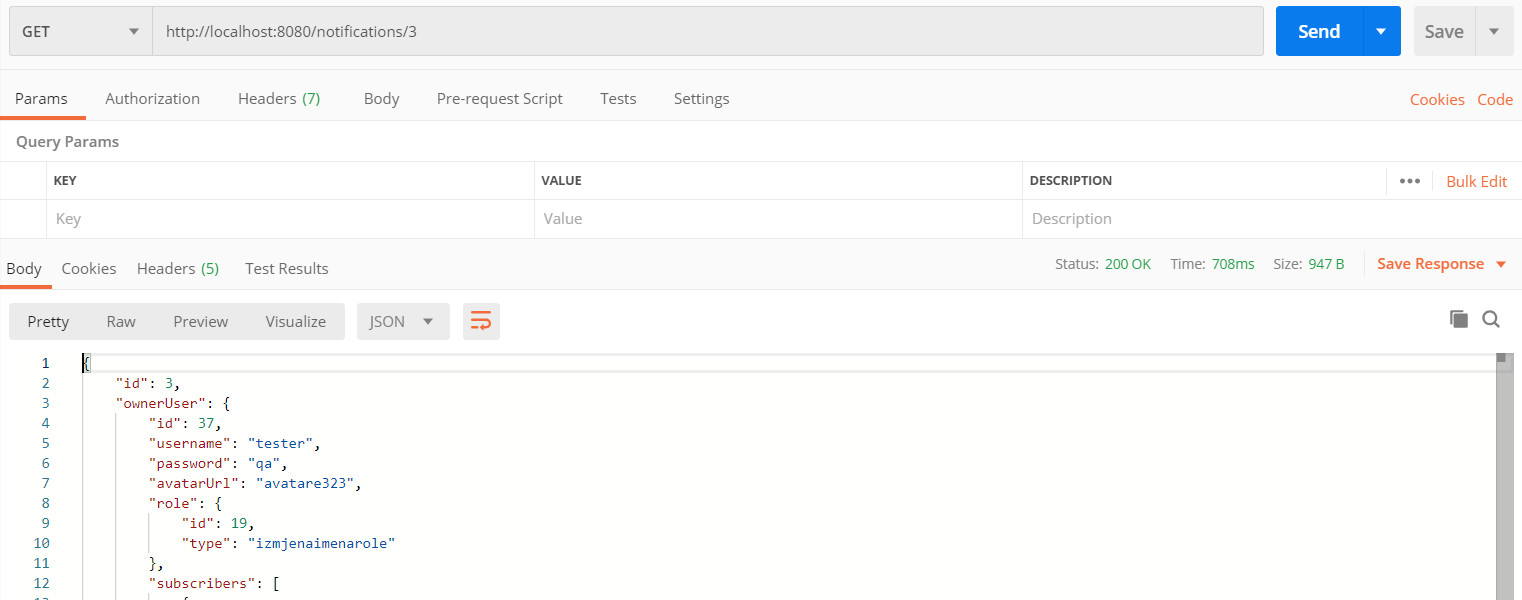 GET http://localhost:8080/notifications/3 Send Save
Params Authorization Headers (7) Body Pre-request Script Tests Settings Cookies Code
Query Params
KEY VALUE DESCRIPTION ••• Bulk Edit
Key Value Description
Body Cookies Headers (5) Test Results Status: 200 OK Time: 708ms Size: 947 B Save Response
Pretty Raw Preview Visualize JSON
1 {
2 "id": 3,
3 "ownerUser": {
4 "id": 37,
5 "username": "tester",
6 "password": "qa",
7 "avatarUrl": "avatare323",
8 "role": {
9 "id": 19,
10 "type": "izmjenaimenarole"
11 },
12 "subscribers": [